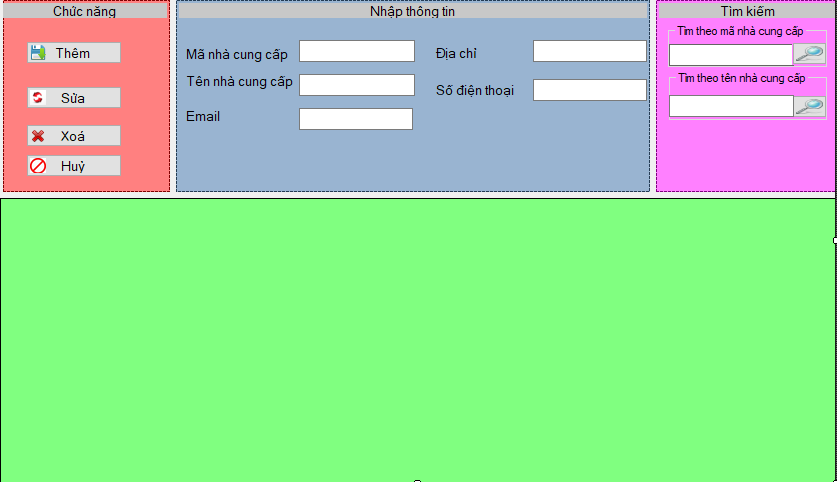 Chức năng
Thêm
Sửa
Xoá
Huỷ
Nhập thông tin
Mã nhà cung cấp
Địa chỉ
Tên nhà cung cấp
Số điện thoại
Email
Tìm kiếm
Tìm theo mã nhà cung cấp
Tìm theo tên nhà cung cấp